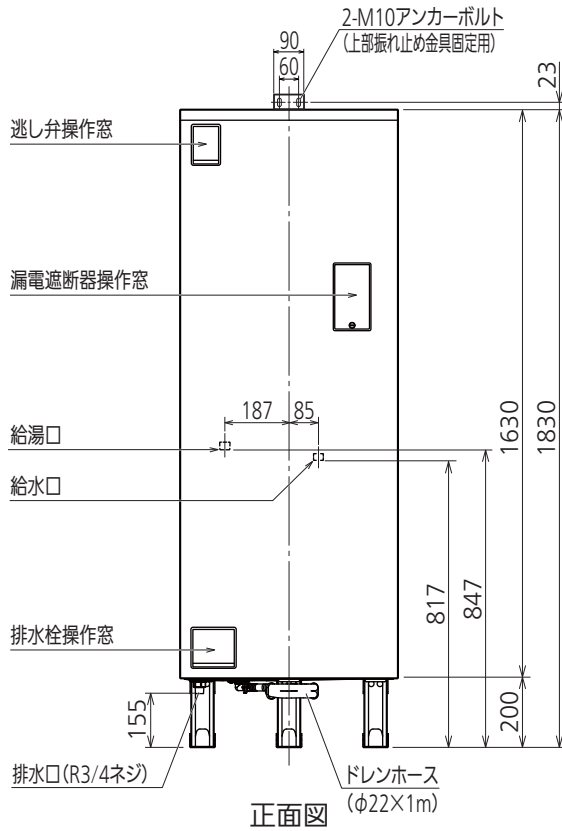 2-M10アンカーボルト
(上部振れ止め金具固定用)
90
60
23
逃し弁操作窓
漏電遮断器操作窓
187
85
給湯口
給水口
1630
1830
817
847
排水栓操作窓
155
200
排水口(R3/4ネジ)
ドレンホース
(φ22×1m)
正面図